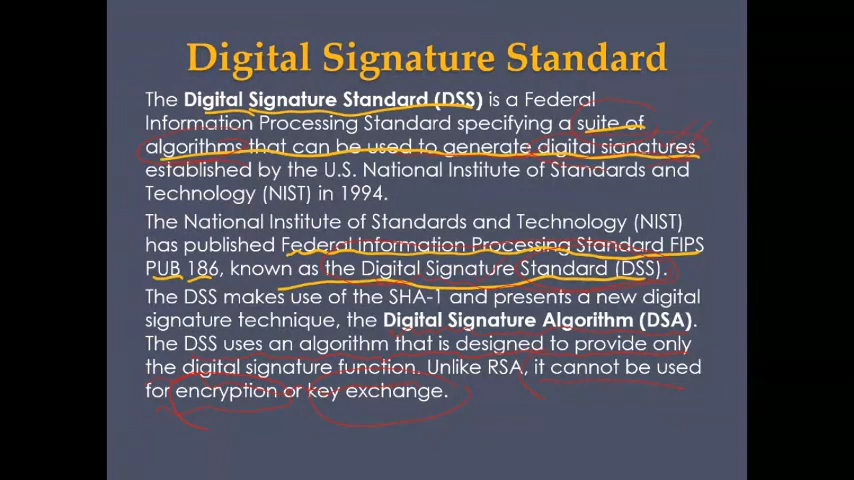 Digital Signature Standard
The Digital Signature Standard (DSS) is a Federal
Information Processing Standard specifying a suite of
algorithms that can be used to generate digital signatures
established by the U.S. National Institute of Standards and
Technology (NIST) in 1994.
The National Institute of Standards and Technology (NIST)
has published Federal Information Processing Standard FIPS
PUB 186, known as the Digital Signature Standard (DSS).
The DSS makes use of the SHA-1 and presents a new digital
signature technique, the Digital Signature Algorithm (DSA).
The DSS uses an algorithm that is designed to provide only
the digital signature function. Unlike RSA, it cannot be used
for encryption or key exchange.